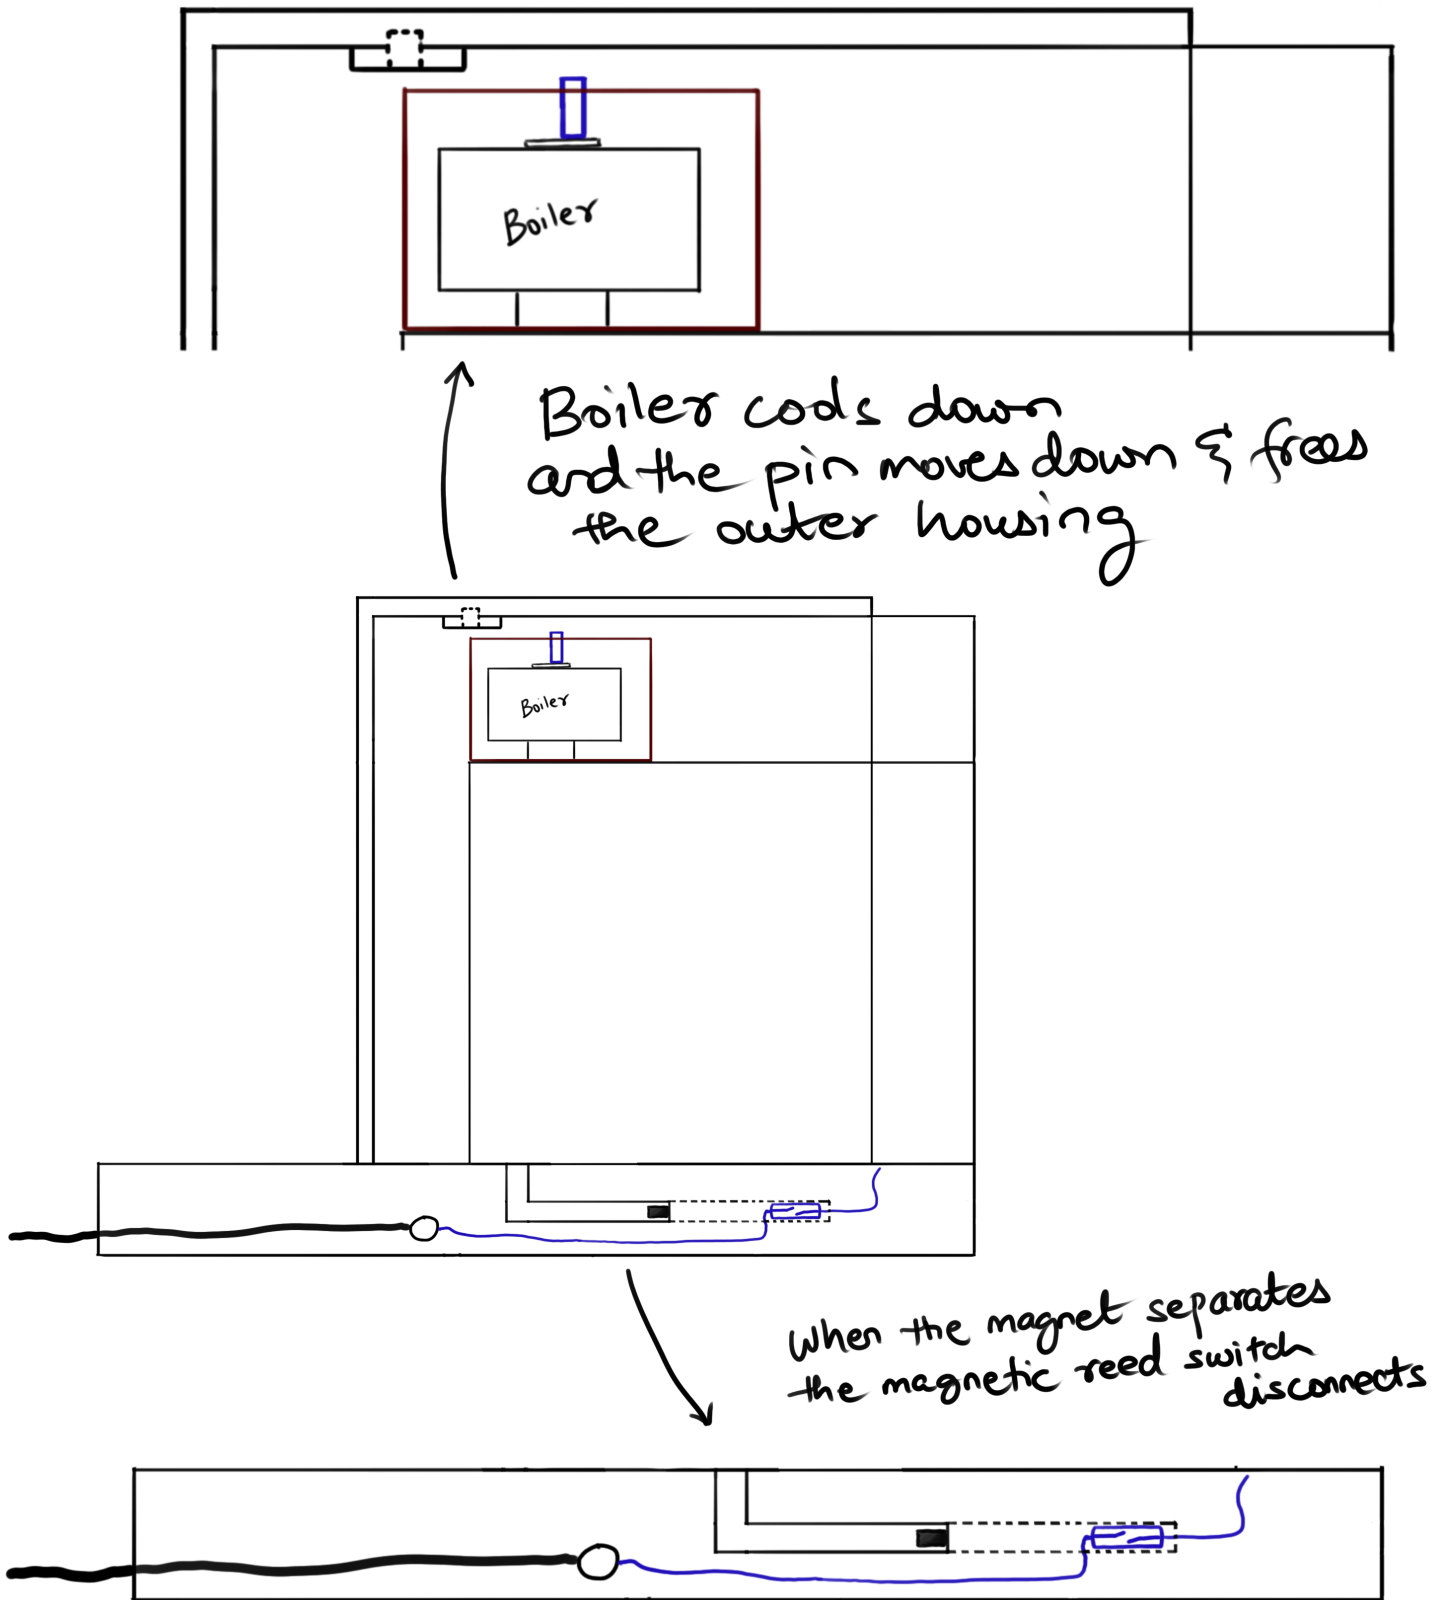 Boiler
Boiler cools down
and the pin moves down & frees
the outer housing
Boiler
When the magnet separates
the magnetic reed switch
disconnects